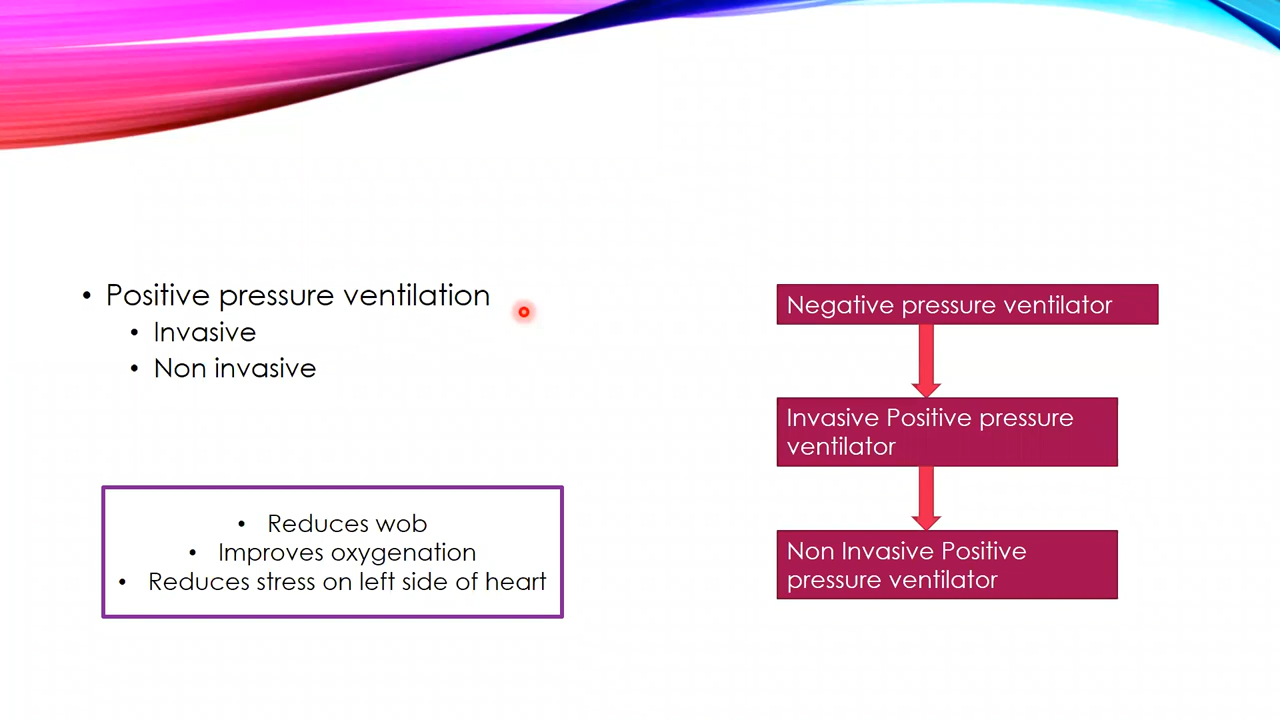 • Positive pressure ventilation
• Invasive
• Non invasive
• Reduces wob
• Improves oxygenation
• Reduces stress on left side of heart
Negative pressure ventilator
Invasive Positive pressure
ventilator
Non Invasive Positive
pressure ventilator